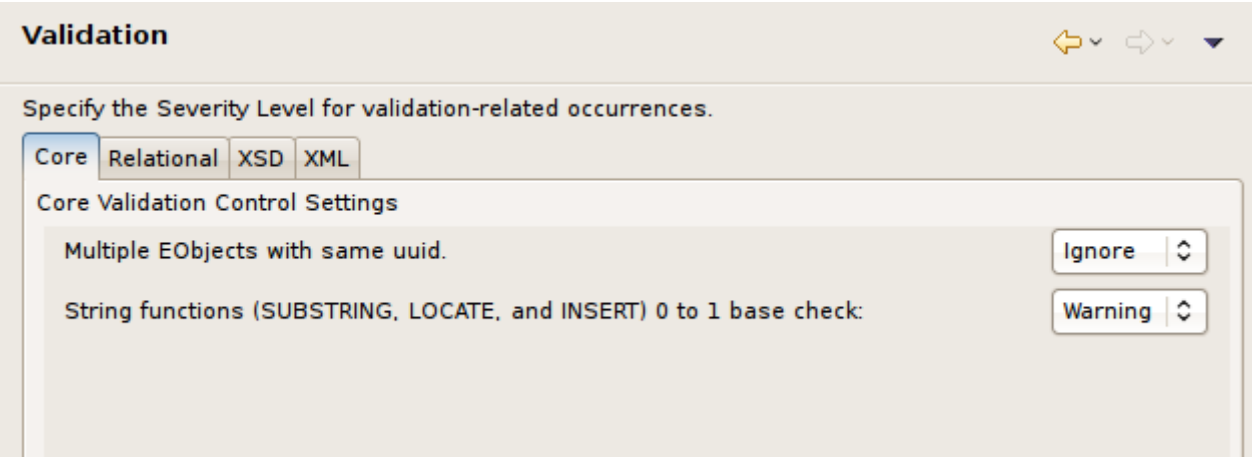 Validation
Specify the Severity Level for validation-related occurrences.
Core Relational XSD XML
Core Validation Control Settings
Multiple EObjects with same uuid. Ignore
String functions (SUBSTRING, LOCATE, and INSERT) 0 to 1 base check: Warning